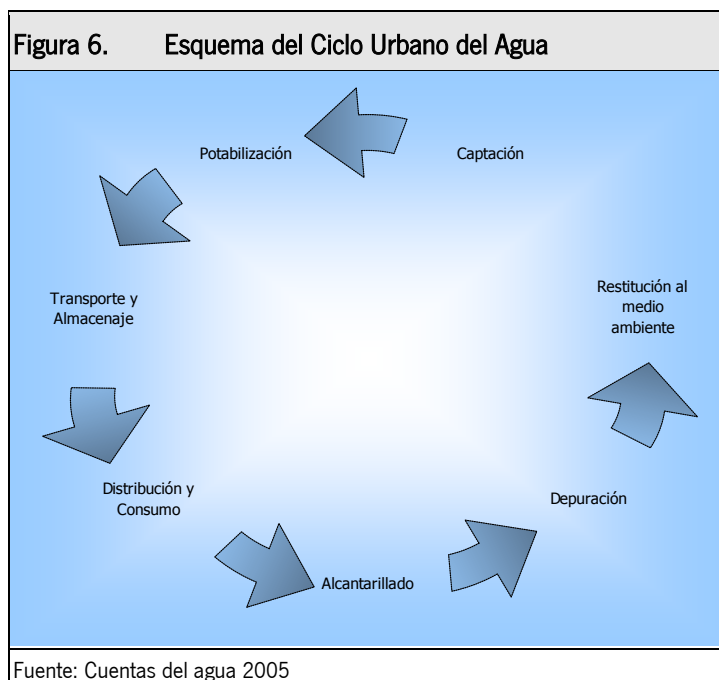 Figura 6. Esquema del Ciclo Urbano del Agua
Potabilización
Captación
Transporte y
Almacenaje
Restitución al
medio
ambiente
Distribución y
Consumo
Depuración
Alcantarillado
Fuente: Cuentas del agua 2005